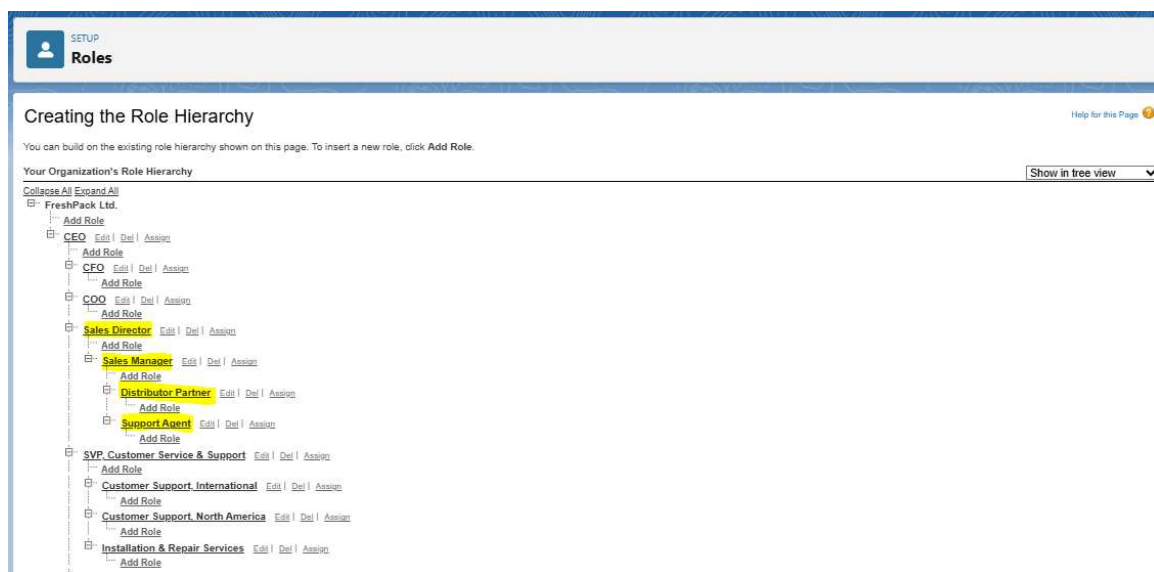 SETUP
Roles
Creating the Role Hierarchy
Help for this Page
You can build on the existing role hierarchy shown on this page. To insert a new role, click Add Role.
Your Organization's Role Hierarchy
Show in tree view
Collapse All Expand All
FreshPack Ltd.
Add Role
CEO Edit | Del | Assign
Add Role
CFO Edit | Del | Assign
Add Role
COO Edit | Del | Assign
Add Role
Sales Director Edit | Del | Assign
Add Role
Sales Manager Edit | Del | Assign
Add Role
Distributor Partner Edit | Del | Assign
Add Role
Support Agent Edit | Del | Assign
Add Role
SVP, Customer Service & Support Edit | Del | Assign
Add Role
Customer Support, International Edit | Del | Assign
Add Role
Customer Support, North America Edit | Del | Assign
Add Role
Installation & Repair Services Edit | Del | Assign
Add Role